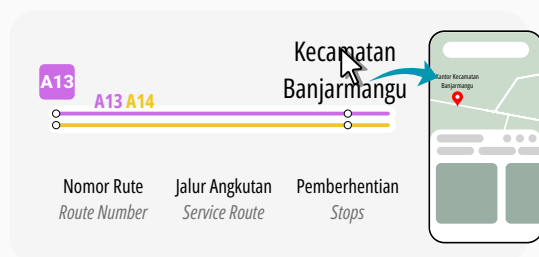 A13
A13 A14
Kecamatan
Banjarmangu
Kantor Kecamatan
Banjarmangu
Nomor Rute
Route Number
Jalur Angkutan
Service Route
Pemberhentian
Stops